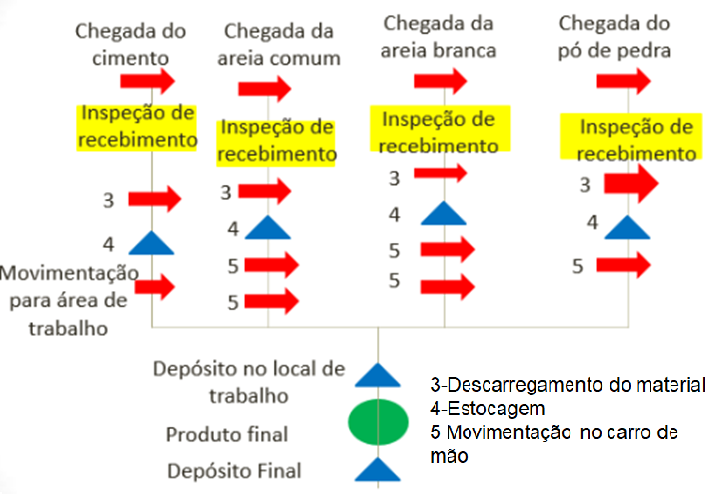 Chegada do
cimento
Chegada da
areia comum
Chegada da
areia branca
Chegada do
pó de pedra
Inspeção de
recebimento
Inspeção de
recebimento
Inspeção de
recebimento
Inspeção de
recebimento
3
3
3
3
4
4
4
4
Movimentação
para área de
trabalho
5
5
5
5
5
Depósito no local de
trabalho
Produto final
Depósito Final
3-Descarregamento do material
4-Estocagem
5 Movimentação no carro de
mão